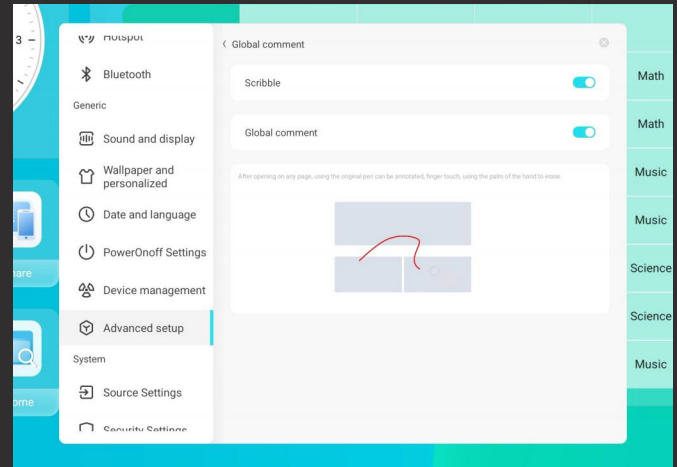 3
Hotspot
Bluetooth
Generic
Sound and display
Wallpaper and
personalized
Date and language
PowerOnoff Settings
Device management
Advanced setup
System
Source Settings
Security Settings
Global comment
Scribble
Global comment
After opening on any page, using the original pen can be annotated, finger touch, using the palm of the hand to erase.
Math
Math
Music
Music
Science
Science
Music